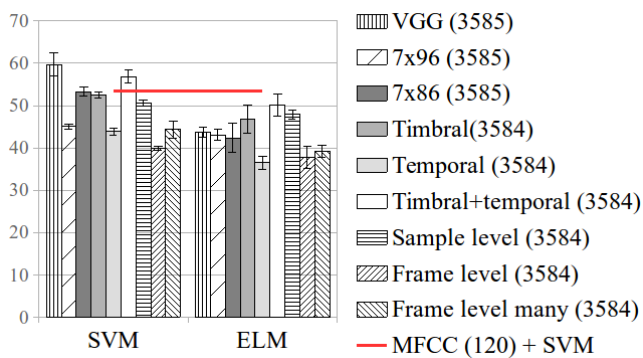 70
60
50
40
30
20
10
0
SVM
ELM
VGG (3585)
7x96 (3585)
7x86 (3585)
Timbral(3584)
Temporal (3584)
Timbral+temporal (3584)
Sample level (3584)
Frame level (3584)
Frame level many (3584)
MFCC (120) + SVM